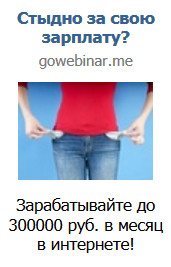 Стыдно за свою
зарплату?
gowebinar.me
Зарабатывайте до
300000 руб. в месяц
в интернете!